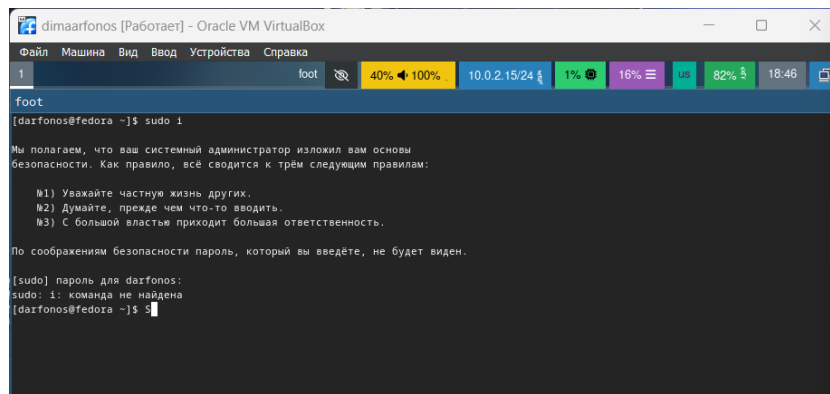 dimaarfonos [Работает] - Oracle VM VirtualBox
Файл Машина Вид Ввод Устройства Справка
1 foot 40% 100% 10.0.2.15/24 1% 16% us 82% 18:46
foot
[darfonos@fedora ~]$ sudo i
Мы полагаем, что ваш системный администратор изложил вам основы
безопасности. Как правило, всё сводится к трём следующим правилам:
№1) Уважайте частную жизнь других.
№2) Думайте, прежде чем что-то вводить.
№3) С большой властью приходит большая ответственность.
По соображениям безопасности пароль, который вы введёте, не будет виден.
[sudo] пароль для darfonos:
sudo: i: команда не найдена
[darfonos@fedora ~]$ S